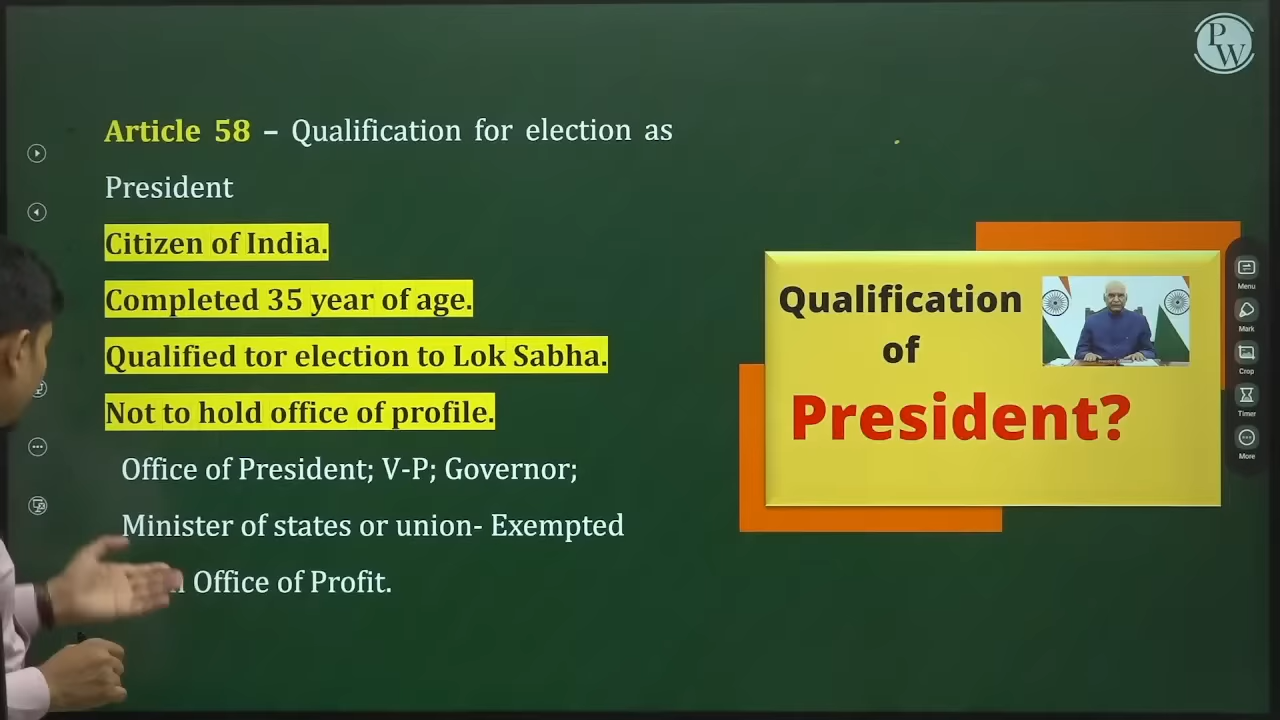 PW
Article 58 – Qualification for election as
President
Citizen of India.
Completed 35 year of age.
Qualified tor election to Lok Sabha.
Not to hold office of profile.
Office of President; V-P; Governor;
Minister of states or union- Exempted
Office of Profit.
Qualification
of
President?
Menu
Mark
Crop
Timer
More